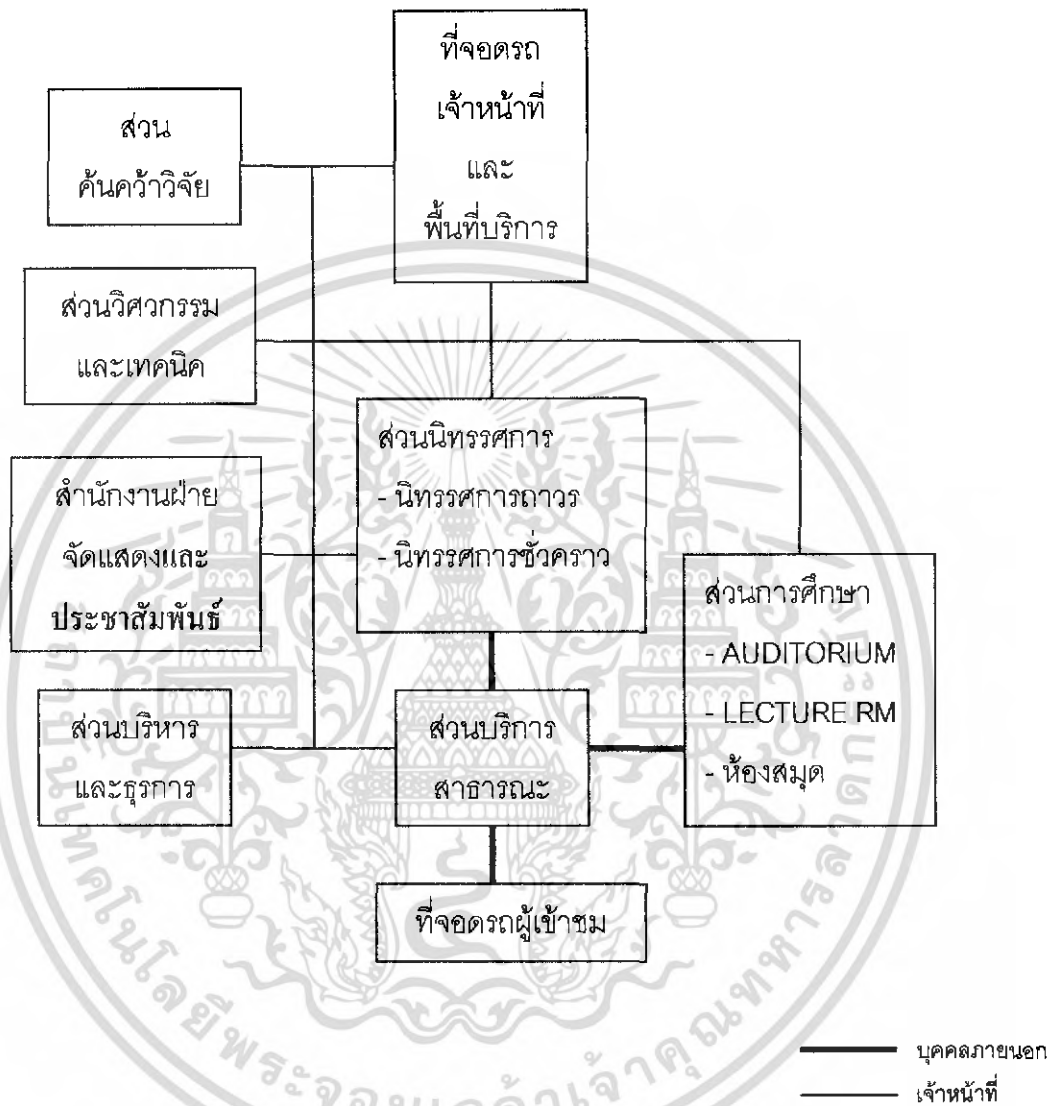 ที่จอดรถ
เจ้าหน้าที่
และ
พื้นที่บริการ
ส่วน
ค้นคว้าวิจัย
ส่วนวิศวกรรม
และเทคนิค
ส่วนนิทรรศการ
- นิทรรศการถาวร
- นิทรรศการชั่วคราว
สำนักงานฝ่าย
จัดแสดงและ
ประชาสัมพันธ์
ส่วนการศึกษา
- AUDITORIUM
- LECTURE RM
- ห้องสมุด
ส่วนบริหาร
และธุรการ
ส่วนบริการ
สาธารณะ
ที่จอดรถผู้เข้าชม
บุคคลภายนอก
เจ้าหน้าที่